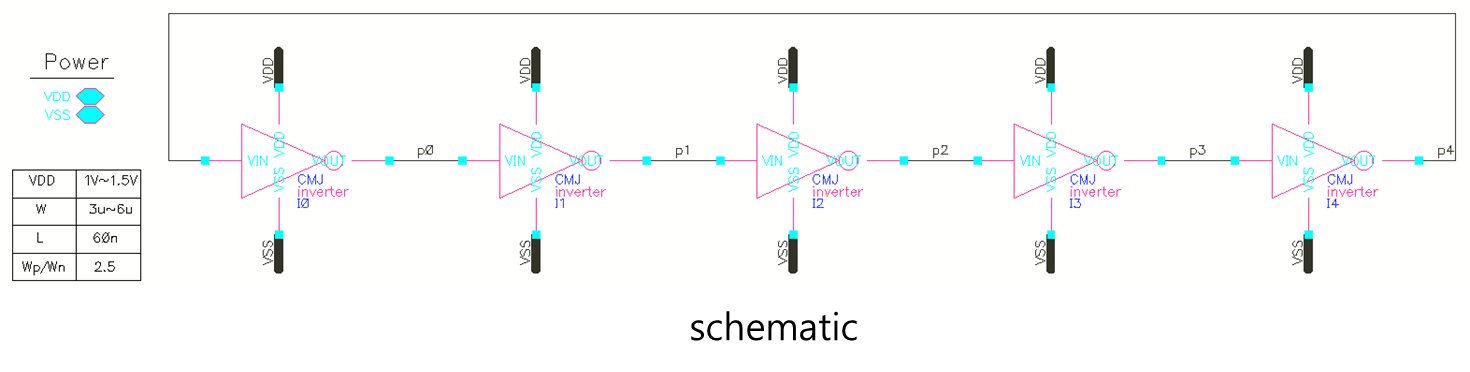 Power
VDD
VSS
VDD 1V~1.5V
W 3u~6u
L 60n
Wp/Wn 2.5
VDD VDD VDD VDD VDD
VDD VDD VDD VDD VDD
VIN VOUT p0 VIN VOUT p1 VIN VOUT p2 VIN VOUT p3 VIN VOUT p4
VSS VSS VSS VSS VSS
CMJ CMJ CMJ CMJ CMJ
inverter inverter inverter inverter inverter
I0 I1 I2 I3 I4
VSS VSS VSS VSS VSS
schematic